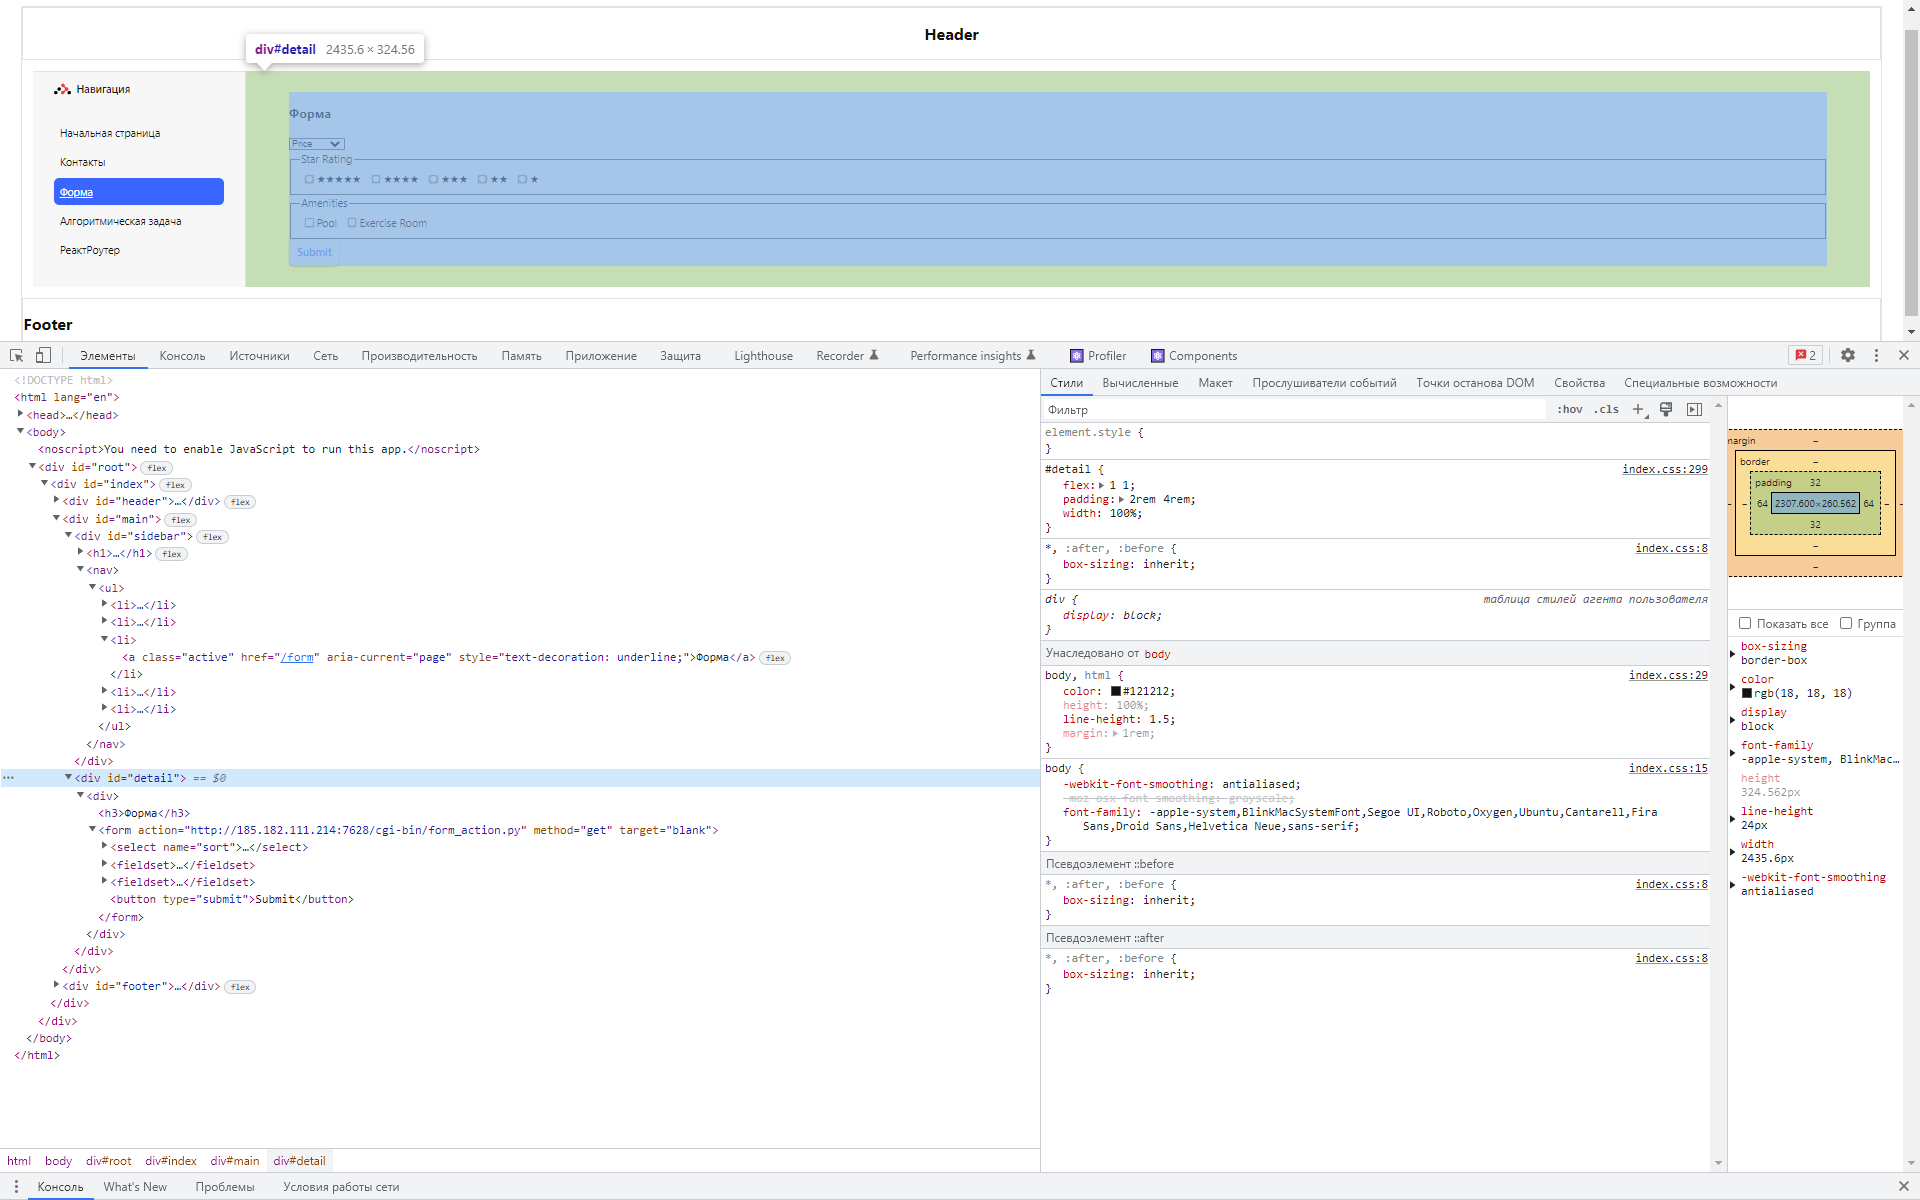 Header
div#detail 2435.6 × 324.56
Навигация
Начальная страница
Контакты
Форма
Алгоритмическая задача
РеактРоутер
Форма
Price
Star Rating
★★★★★ ★★★★ ★★★ ★★ ★
Amenities
Pool Exercise Room
Submit
Footer
Элементы Консоль Источники Сеть Производительность Память Приложение Защита Lighthouse Recorder Performance insights Profiler Components 2
<!DOCTYPE html>
<html lang="en">
<head>…</head>
<body>
<noscript>You need to enable JavaScript to run this app.</noscript>
<div id="root"> flex
<div id="index"> flex
<div id="header">…</div> flex
<div id="main"> flex
<div id="sidebar"> flex
<h1>…</h1> flex
<nav>
<ul>
<li>…</li>
<li>…</li>
<li>
<a class="active" href="/form" aria-current="page" style="text-decoration: underline;">Форма</a> flex
</li>
<li>…</li>
<li>…</li>
</ul>
</nav>
</div>
… <div id="detail"> == $0
<div>
<h3>Форма</h3>
<form action="http://185.182.111.214:7628/cgi-bin/form_action.py" method="get" target="blank">
<select name="sort">…</select>
<fieldset>…</fieldset>
<fieldset>…</fieldset>
<button type="submit">Submit</button>
</form>
</div>
</div>
</div>
<div id="footer">…</div> flex
</div>
</div>
</body>
</html>
html body div#root div#index div#main div#detail
Стили Вычисленные Макет Прослушиватели событий Точки останова DOM Свойства Специальные возможности
Фильтр :hov .cls
element.style {
}
#detail { index.css:299
flex: 1 1;
padding: 2rem 4rem;
width: 100%;
}
*, :after, :before { index.css:8
box-sizing: inherit;
}
div { таблица стилей агента пользователя
display: block;
}
Унаследовано от body
body, html { index.css:29
color: #121212;
height: 100%;
line-height: 1.5;
margin: 1rem;
}
body { index.css:15
-webkit-font-smoothing: antialiased;
-moz-osx-font-smoothing: grayscale;
font-family: -apple-system,BlinkMacSystemFont,Segoe UI,Roboto,Oxygen,Ubuntu,Cantarell,Fira
Sans,Droid Sans,Helvetica Neue,sans-serif;
}
Псевдоэлемент ::before
*, :after, :before { index.css:8
box-sizing: inherit;
}
Псевдоэлемент ::after
*, :after, :before { index.css:8
box-sizing: inherit;
}
margin –
border –
padding 32
– – 64 2307.600×260.562 64 – –
32
–
–
Показать все Группа
box-sizing
border-box
color
rgb(18, 18, 18)
display
block
font-family
-apple-system, BlinkMac…
height
324.562px
line-height
24px
width
2435.6px
-webkit-font-smoothing
antialiased
Консоль What's New Проблемы Условия работы сети